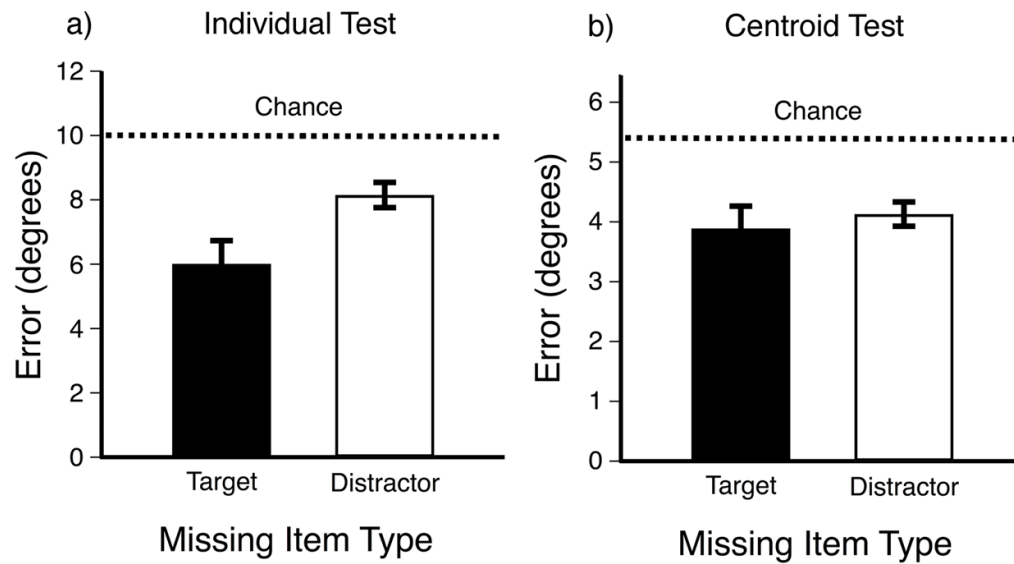 a)
Individual Test
12
10
8
6
4
2
0
Error (degrees)
Chance
Target
Distractor
Missing Item Type
b)
Centroid Test
6
5
4
3
2
1
0
Error (degrees)
Chance
Target
Distractor
Missing Item Type